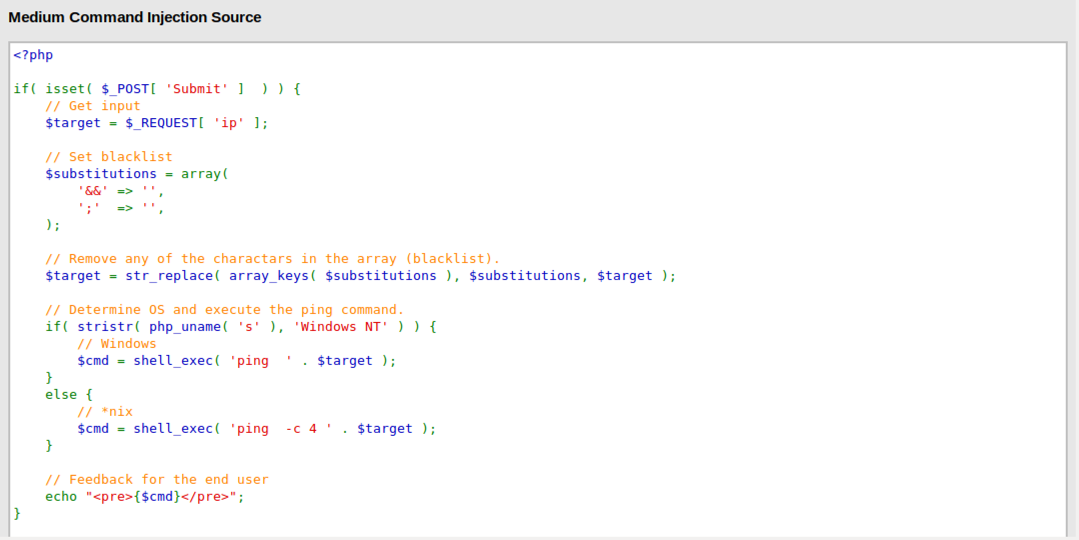 Medium Command Injection Source
<?php
if( isset( $_POST[ 'Submit' ]  ) ) {
    // Get input
    $target = $_REQUEST[ 'ip' ];
    // Set blacklist
    $substitutions = array(
        '&&' => '',
        ';'  => '',
    );
    // Remove any of the charactars in the array (blacklist).
    $target = str_replace( array_keys( $substitutions ), $substitutions, $target );
    // Determine OS and execute the ping command.
    if( stristr( php_uname( 's' ), 'Windows NT' ) ) {
        // Windows
        $cmd = shell_exec( 'ping  ' . $target );
    }
    else {
        // *nix
        $cmd = shell_exec( 'ping  -c 4 ' . $target );
    }
    // Feedback for the end user
    echo "<pre>{$cmd}</pre>";
}